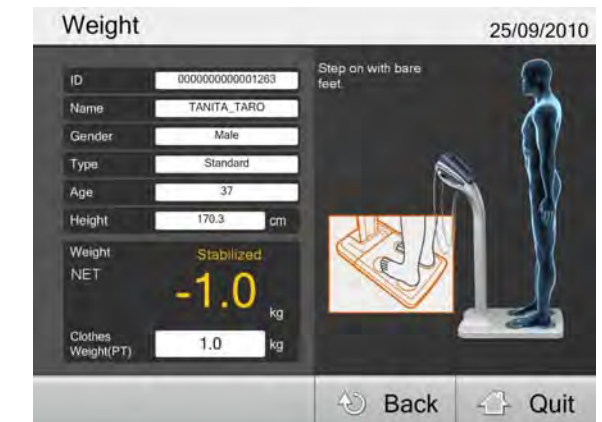 Weight
25/09/2010
ID
0000000000001263
Name
TANITA_TARO
Gender
Male
Type
Standard
Age
37
Height
170.3
cm
Weight
Stabilized
NET
-1.0
kg
Clothes
Weight(PT)
1.0
kg
Step on with bare
feet.
Back
Quit